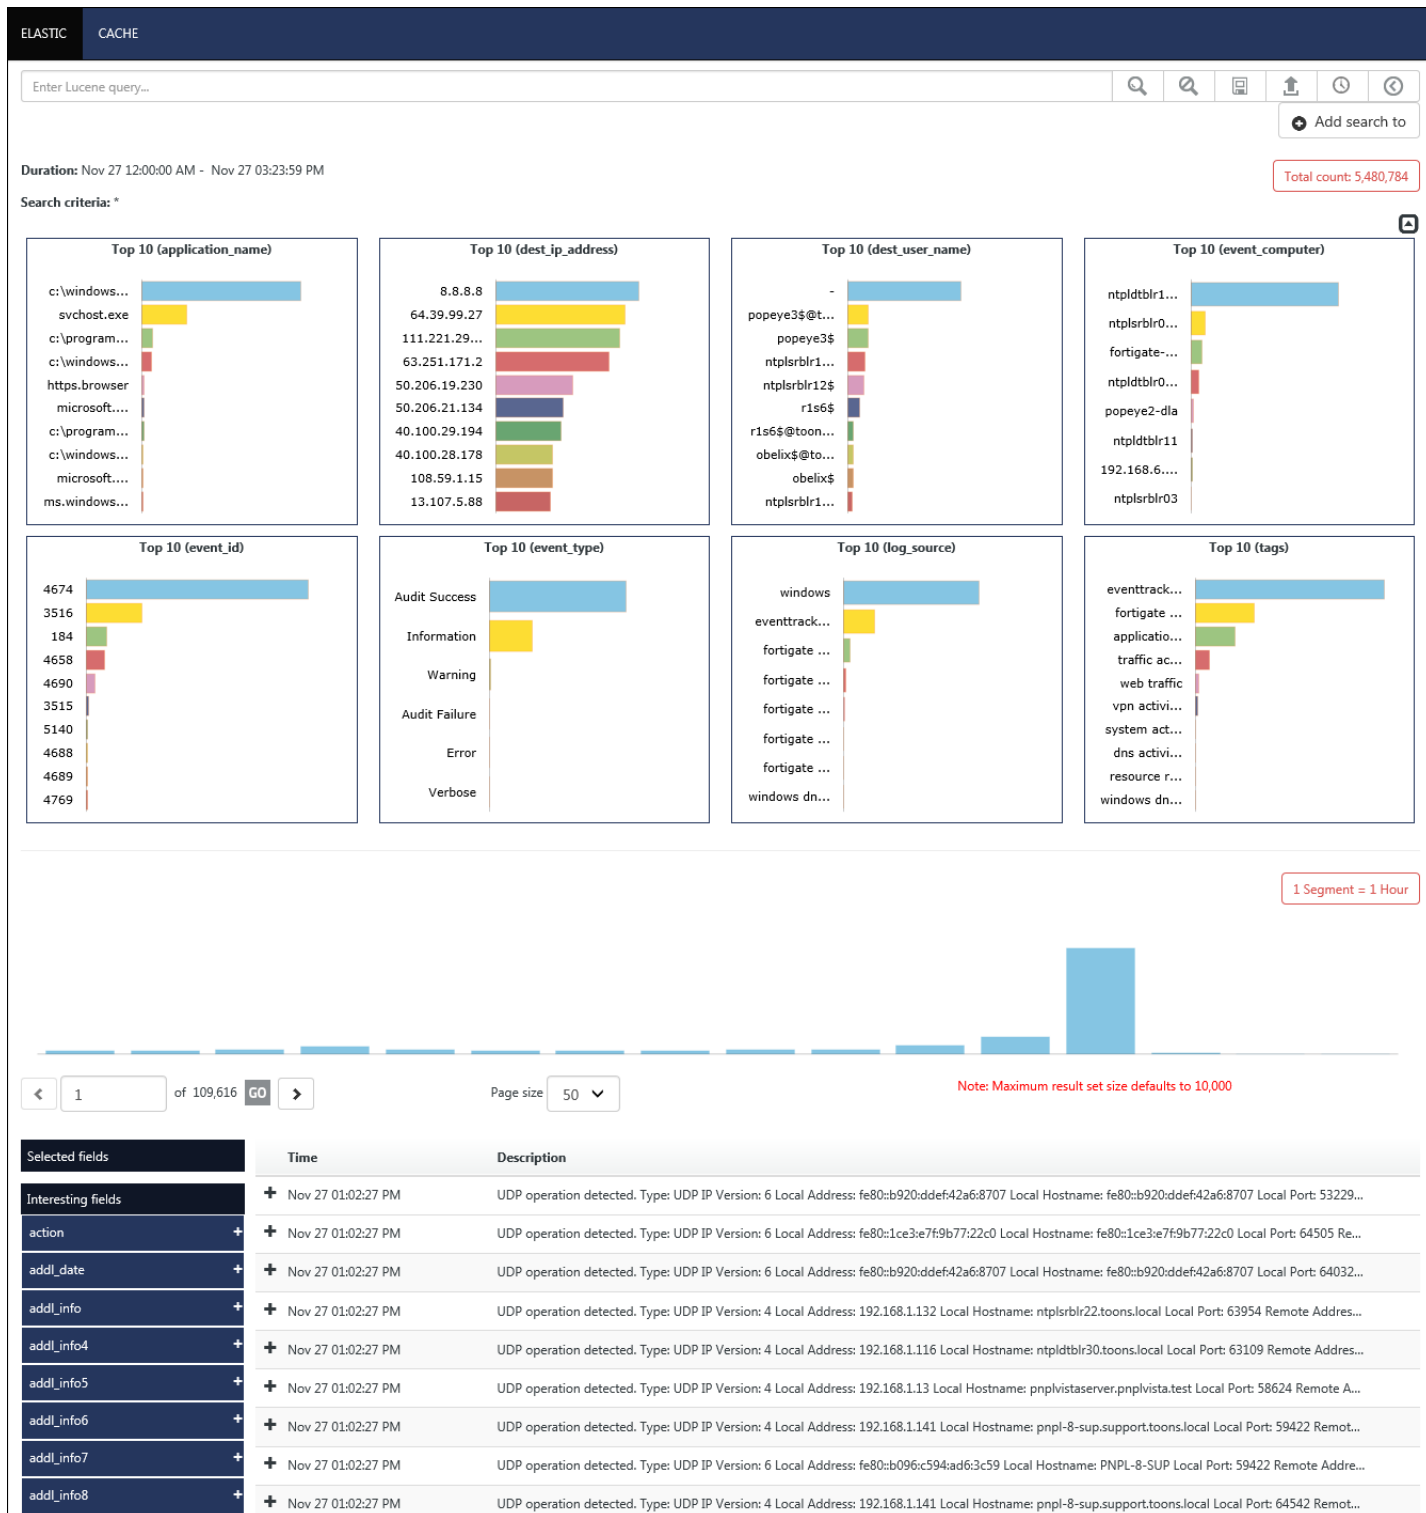 ELASTIC CACHE
Enter Lucene query...
Add search to
Duration: Nov 27 12:00:00 AM - Nov 27 03:23:59 PM
Total count: 5,480,784
Search criteria: *
Top 10 (application_name)
c:\windows...
svchost.exe
c:\program...
c:\windows...
https.browser
microsoft....
c:\program...
c:\windows...
microsoft....
ms.windows...
Top 10 (dest_ip_address)
8.8.8.8
64.39.99.27
111.221.29...
63.251.171.2
50.206.19.230
50.206.21.134
40.100.29.194
40.100.28.178
108.59.1.15
13.107.5.88
Top 10 (dest_user_name)
-
popeye3$@t...
popeye3$
ntplsrblr1...
ntplsrblr12$
r1s6$
r1s6$@toon...
obelix$@to...
obelix$
ntplsrblr1...
Top 10 (event_computer)
ntpldtblr1...
ntplsrblr0...
fortigate-...
ntpldtblr0...
popeye2-dla
ntpldtblr11
192.168.6....
ntplsrblr03
Top 10 (event_id)
4674
3516
184
4658
4690
3515
5140
4688
4689
4769
Top 10 (event_type)
Audit Success
Information
Warning
Audit Failure
Error
Verbose
Top 10 (log_source)
windows
eventtrack...
fortigate ...
fortigate ...
fortigate ...
fortigate ...
fortigate ...
windows dn...
Top 10 (tags)
eventtrack...
fortigate ...
applicatio...
traffic ac...
web traffic
vpn activi...
system act...
dns activi...
resource r...
windows dn...
1 Segment = 1 Hour
1 of 109,616 GO
Page size 50
Note: Maximum result set size defaults to 10,000
Selected fields
Interesting fields
action
addl_date
addl_info
addl_info4
addl_info5
addl_info6
addl_info7
addl_info8
Time Description
Nov 27 01:02:27 PM UDP operation detected. Type: UDP IP Version: 6 Local Address: fe80::b920:ddef:42a6:8707 Local Hostname: fe80::b920:ddef:42a6:8707 Local Port: 53229...
Nov 27 01:02:27 PM UDP operation detected. Type: UDP IP Version: 6 Local Address: fe80::1ce3:e7f:9b77:22c0 Local Hostname: fe80::1ce3:e7f:9b77:22c0 Local Port: 64505 Re...
Nov 27 01:02:27 PM UDP operation detected. Type: UDP IP Version: 6 Local Address: fe80::b920:ddef:42a6:8707 Local Hostname: fe80::b920:ddef:42a6:8707 Local Port: 64032...
Nov 27 01:02:27 PM UDP operation detected. Type: UDP IP Version: 4 Local Address: 192.168.1.132 Local Hostname: ntplsrblr22.toons.local Local Port: 63954 Remote Addres...
Nov 27 01:02:27 PM UDP operation detected. Type: UDP IP Version: 4 Local Address: 192.168.1.116 Local Hostname: ntpldtblr30.toons.local Local Port: 63109 Remote Addres...
Nov 27 01:02:27 PM UDP operation detected. Type: UDP IP Version: 4 Local Address: 192.168.1.13 Local Hostname: pnplvistaserver.pnplvista.test Local Port: 58624 Remote A...
Nov 27 01:02:27 PM UDP operation detected. Type: UDP IP Version: 4 Local Address: 192.168.1.141 Local Hostname: pnpl-8-sup.support.toons.local Local Port: 59422 Remot...
Nov 27 01:02:27 PM UDP operation detected. Type: UDP IP Version: 6 Local Address: fe80::b096:c594:ad6:3c59 Local Hostname: PNPL-8-SUP Local Port: 59422 Remote Addre...
Nov 27 01:02:27 PM UDP operation detected. Type: UDP IP Version: 4 Local Address: 192.168.1.141 Local Hostname: pnpl-8-sup.support.toons.local Local Port: 64542 Remot...